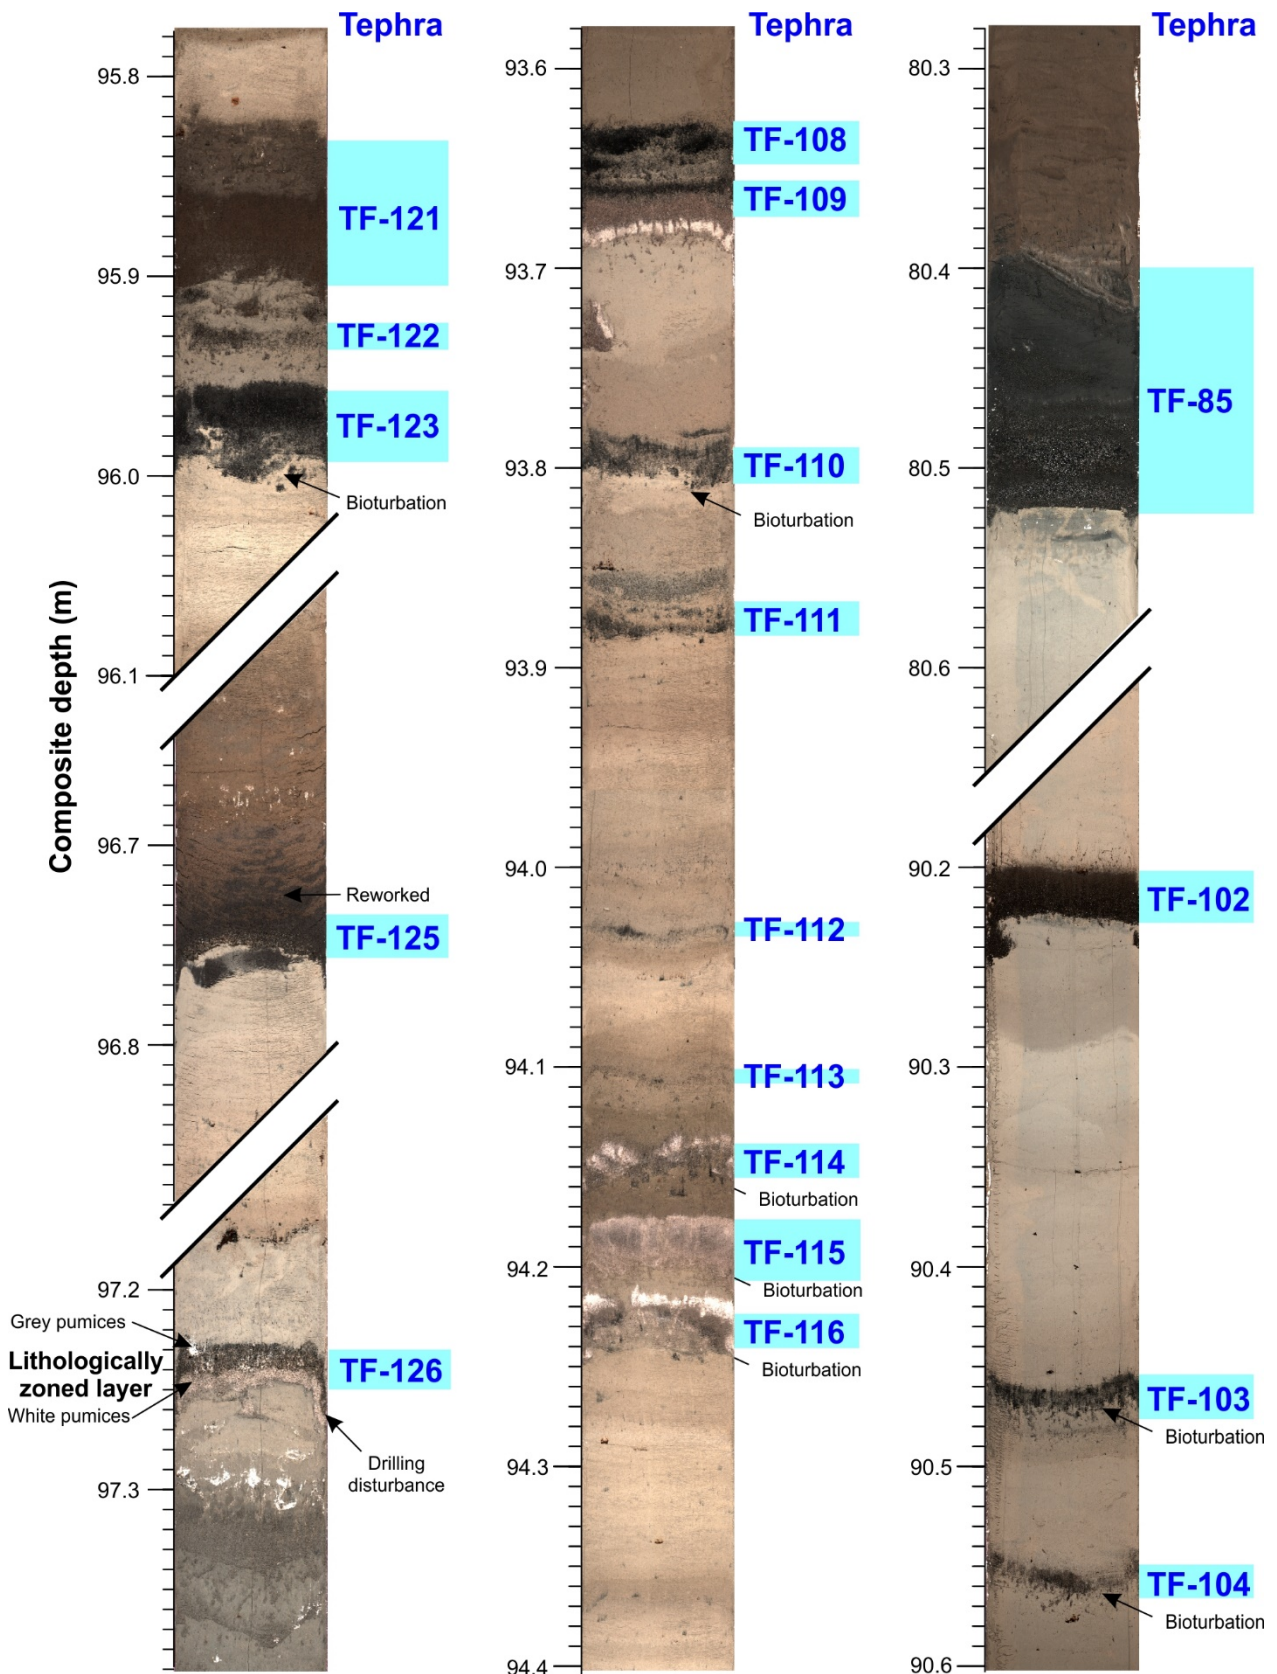 Tephra
95.8
TF-121
95.9
TF-122
TF-123
96.0
Bioturbation
Composite depth (m)
96.1
96.7
Reworked
TF-125
96.8
97.2
Grey pumices
Lithologically
zoned layer
White pumices
TF-126
Drilling
disturbance
97.3
Tephra
93.6
TF-108
TF-109
93.7
TF-110
93.8
Bioturbation
TF-111
93.9
94.0
TF-112
94.1
TF-113
TF-114
Bioturbation
TF-115
94.2
Bioturbation
TF-116
Bioturbation
94.3
94.4
Tephra
80.3
80.4
TF-85
80.5
80.6
90.2
TF-102
90.3
90.4
TF-103
Bioturbation
90.5
TF-104
Bioturbation
90.6